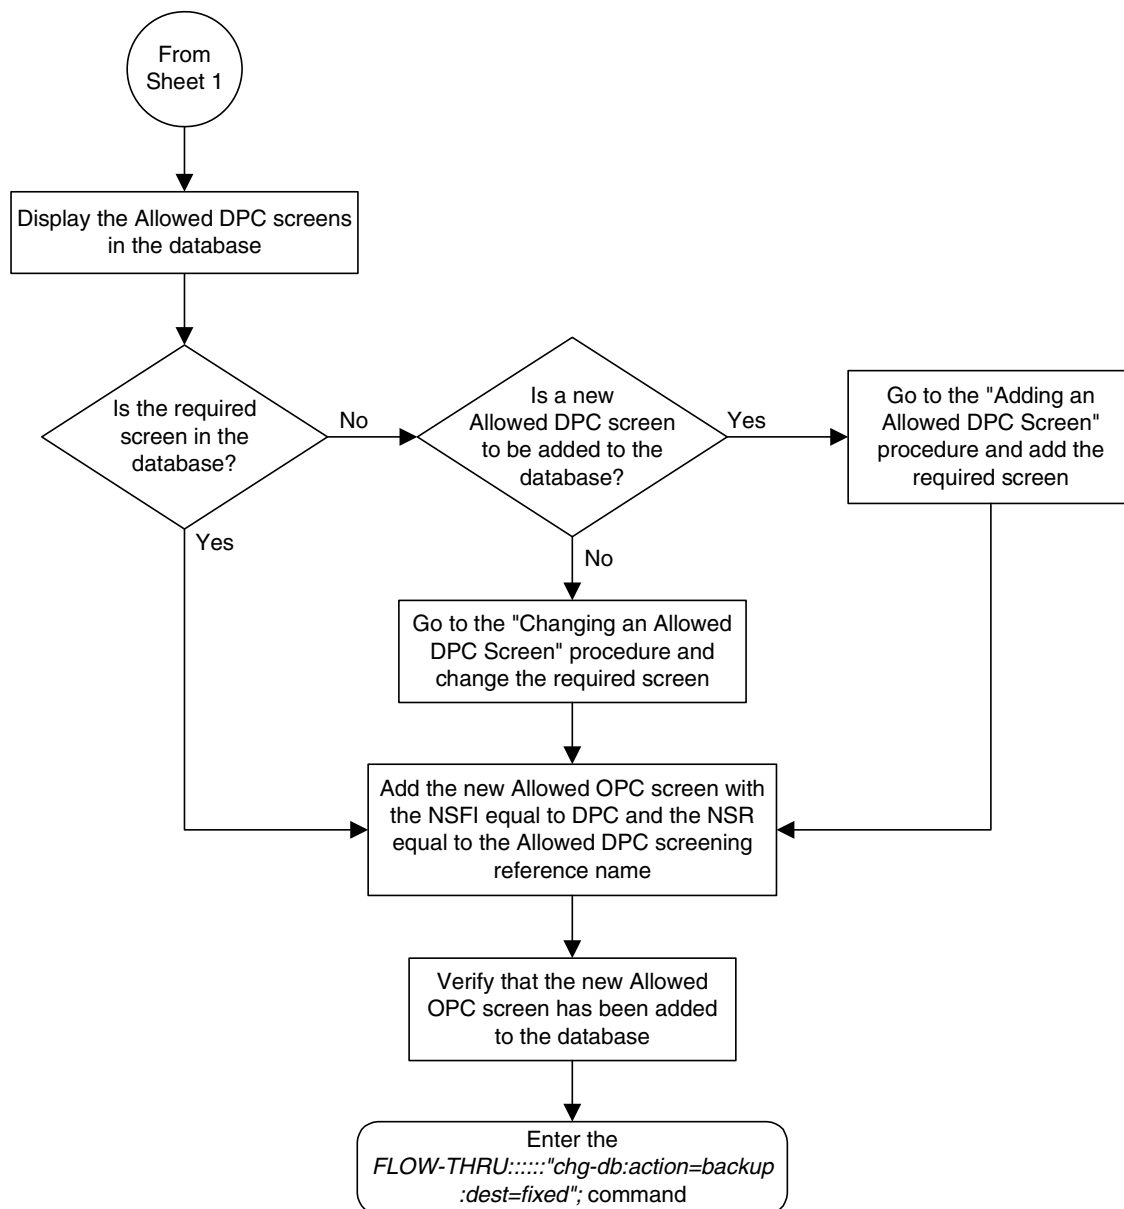 From
Sheet 1
Display the Allowed DPC screens
in the database
Is the required
screen in the
database?
No
Yes
Is a new
Allowed DPC screen
to be added to the
database?
Yes
No
Go to the "Adding an
Allowed DPC Screen"
procedure and add the
required screen
Go to the "Changing an Allowed
DPC Screen" procedure and
change the required screen
Add the new Allowed OPC screen with
the NSFI equal to DPC and the NSR
equal to the Allowed DPC screening
reference name
Verify that the new Allowed
OPC screen has been added
to the database
Enter the
FLOW-THRU::::::"chg-db:action=backup
:dest=fixed"; command